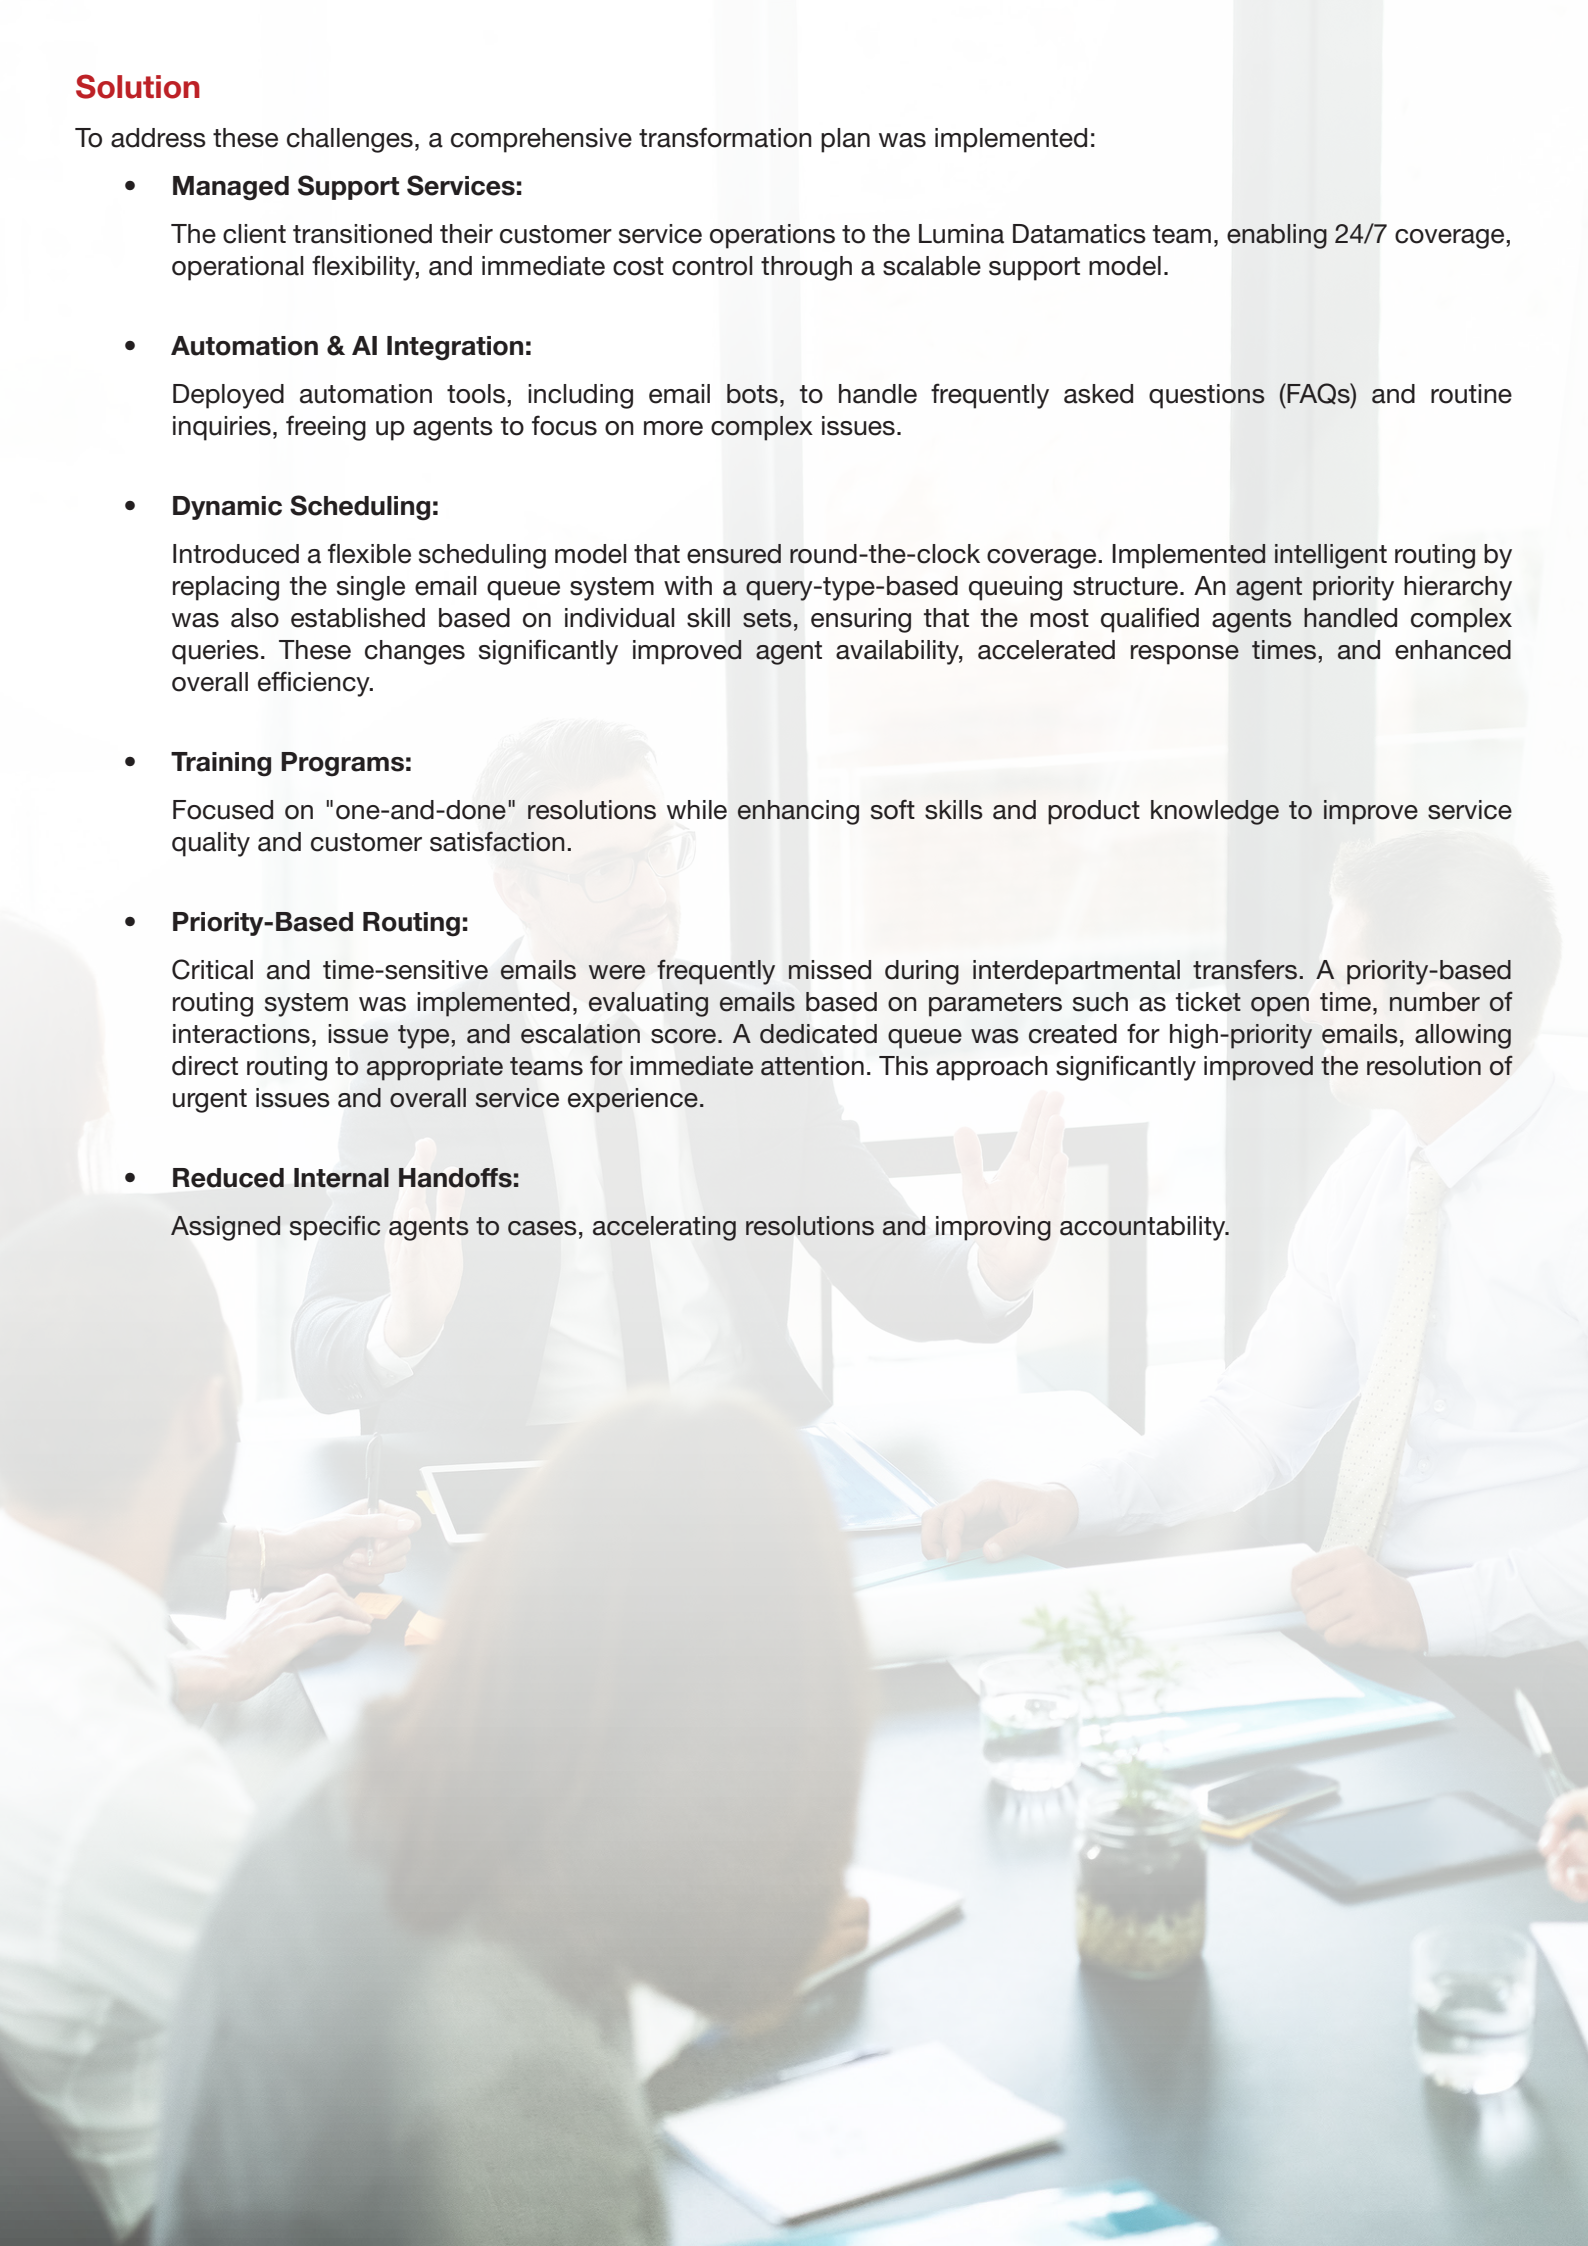 Solution
To address these challenges, a comprehensive transformation plan was implemented:
• Managed Support Services:
The client transitioned their customer service operations to the Lumina Datamatics team, enabling 24/7 coverage,
operational flexibility, and immediate cost control through a scalable support model.
• Automation & AI Integration:
Deployed automation tools, including email bots, to handle frequently asked questions (FAQs) and routine
inquiries, freeing up agents to focus on more complex issues.
• Dynamic Scheduling:
Introduced a flexible scheduling model that ensured round-the-clock coverage. Implemented intelligent routing by
replacing the single email queue system with a query-type-based queuing structure. An agent priority hierarchy
was also established based on individual skill sets, ensuring that the most qualified agents handled complex
queries. These changes significantly improved agent availability, accelerated response times, and enhanced
overall efficiency.
• Training Programs:
Focused on "one-and-done" resolutions while enhancing soft skills and product knowledge to improve service
quality and customer satisfaction.
• Priority-Based Routing:
Critical and time-sensitive emails were frequently missed during interdepartmental transfers. A priority-based
routing system was implemented, evaluating emails based on parameters such as ticket open time, number of
interactions, issue type, and escalation score. A dedicated queue was created for high-priority emails, allowing
direct routing to appropriate teams for immediate attention. This approach significantly improved the resolution of
urgent issues and overall service experience.
• Reduced Internal Handoffs:
Assigned specific agents to cases, accelerating resolutions and improving accountability.